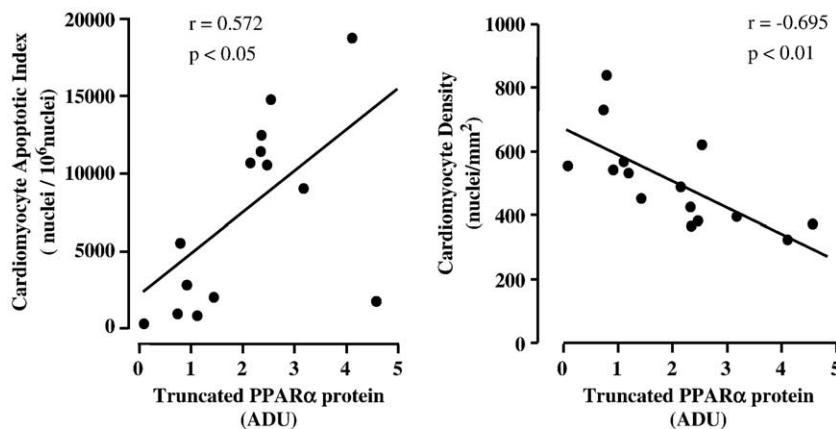 r = 0.572
p < 0.05
Cardiomyocyte Apoptotic Index
( nuclei / 10⁶nuclei)
20000
15000
10000
5000
0
0 1 2 3 4 5
Truncated PPARα protein
(ADU)
r = -0.695
p < 0.01
Cardiomyocyte Density
(nuclei/mm²)
1000
800
600
400
200
0
0 1 2 3 4 5
Truncated PPARα protein
(ADU)